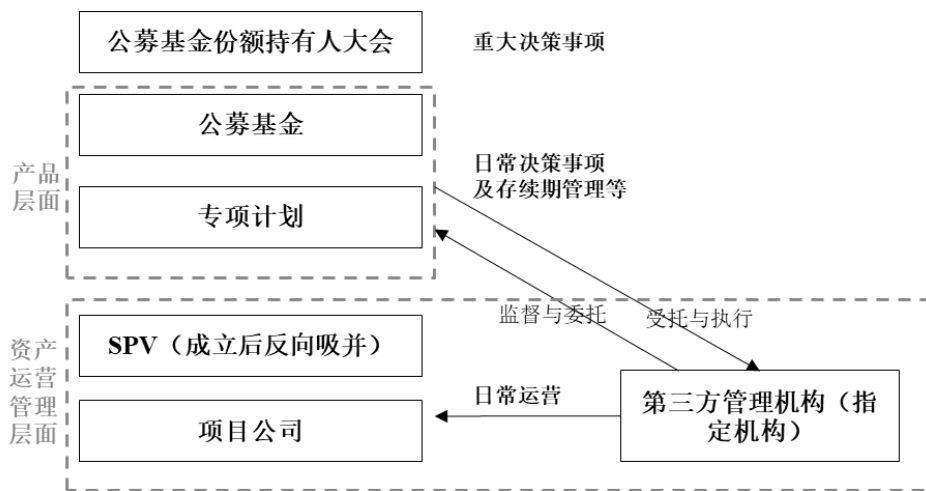 公募基金份额持有人大会
重大决策事项
产品
层面
公募基金
专项计划
日常决策事项
及存续期管理等
监督与委托
受托与执行
资产
运营
管理
层面
SPV（成立后反向吸并）
项目公司
日常运营
第三方管理机构（指
定机构）